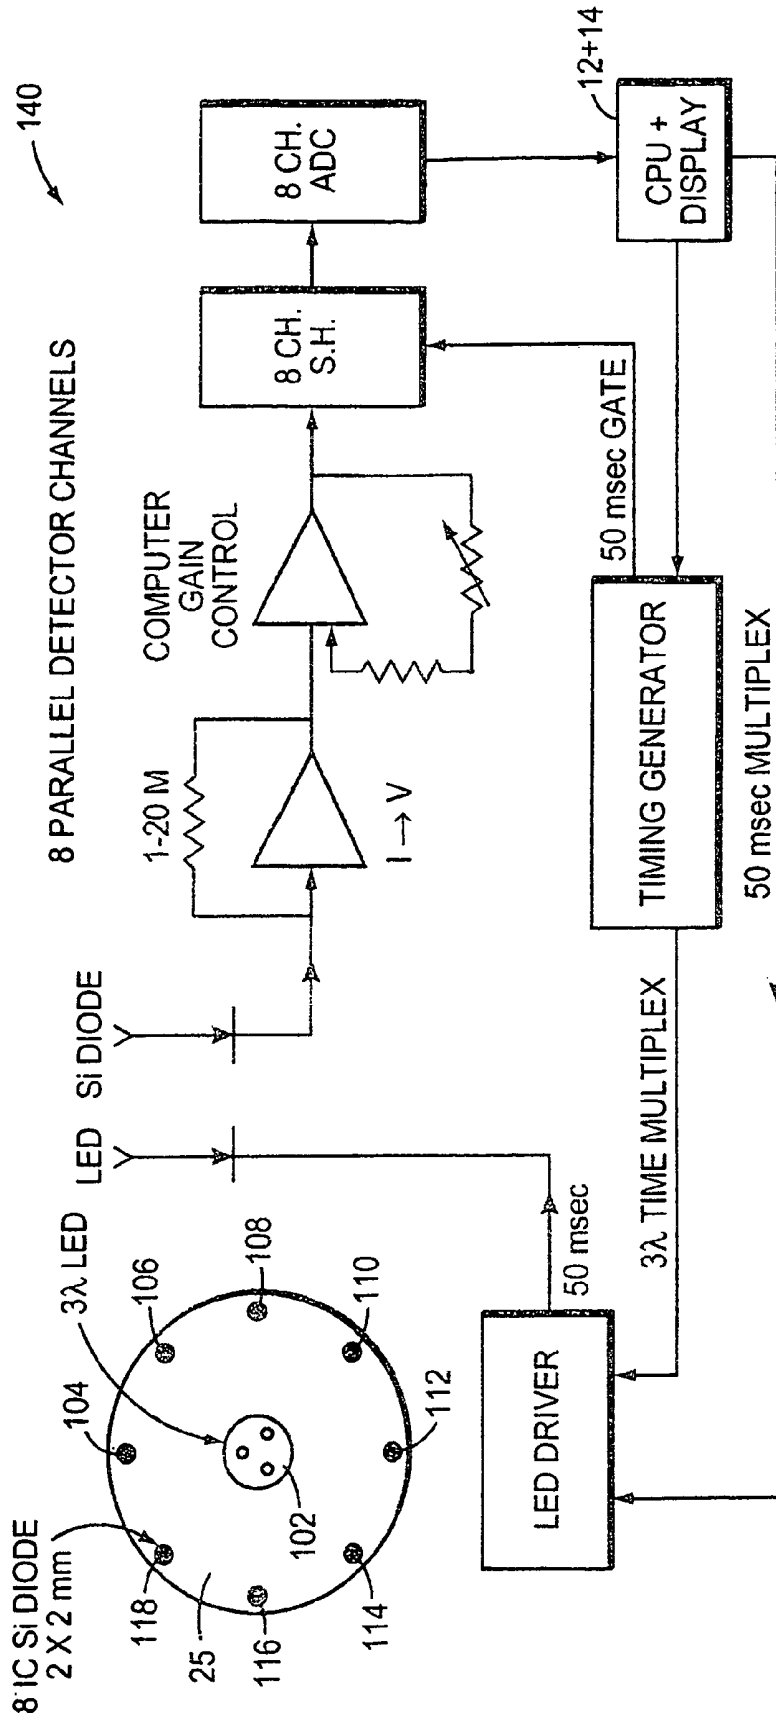 140
8 PARALLEL DETECTOR CHANNELS
8 IC Si DIODE
2 X 2 mm
3λ LED
LED
Si DIODE
1-20 M
I → V
COMPUTER
GAIN
CONTROL
8 CH.
S.H.
8 CH.
ADC
104
106
108
110
112
114
116
118
25
102
LED DRIVER
50 msec
3λ TIME MULTIPLEX
TIMING GENERATOR
50 msec GATE
CPU +
DISPLAY
12+14
50 msec MULTIPLEX